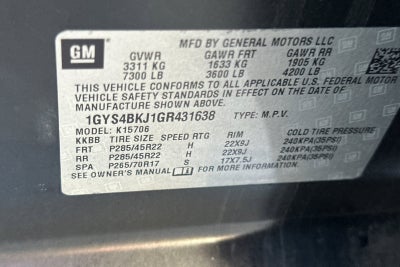 GM
MFD BY GENERAL MOTORS LLC
GVWR GAWR FRT GAWR RR
3311 KG 1633 KG 1905 KG
7300 LB 3600 LB 4200 LB
THIS VEHICLE CONFORMS TO ALL APPLICABLE U.S. FEDERAL MOTOR
VEHICLE SAFETY STANDARDS IN EFFECT ON THE DATE OF
MANUFACTURE SHOWN ABOVE.
1GYS4BKJ1GR431638 TYPE: M.P.V.
MODEL: K15706
KKBB TIRE SIZE SPEED RTG RIM COLD TIRE PRESSURE
FRT P285/45R22 H 22X9J 240KPA(35PSI)
RR P285/45R22 H 22X9J 240KPA(35PSI)
SPA P265/70R17 S 17X7.5J 240KPA(35PSI)
SEE OWNER'S MANUAL FOR MORE INFORMATION.